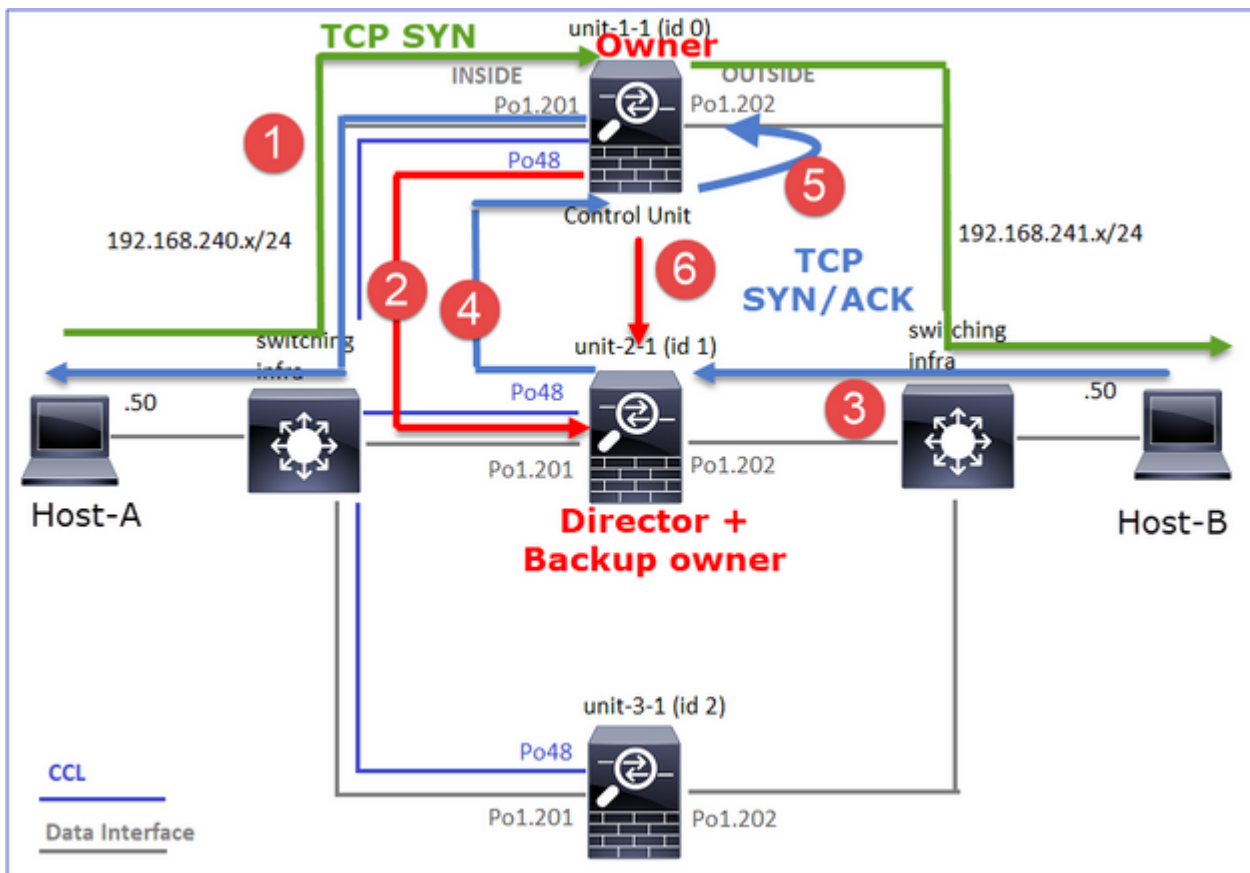 TCP SYN
unit-1-1 (id 0)
Owner
INSIDE
OUTSIDE
Po1.201
Po1.202
1
Po48
5
Control Unit
192.168.240.x/24
192.168.241.x/24
2
4
6
TCP
SYN/ACK
switching
infra
unit-2-1 (id 1)
switching
infra
.50
Po48
3
.50
Po1.201
Po1.202
Host-A
Host-B
Director +
Backup owner
unit-3-1 (id 2)
Po48
CCL
Po1.201
Po1.202
Data Interface